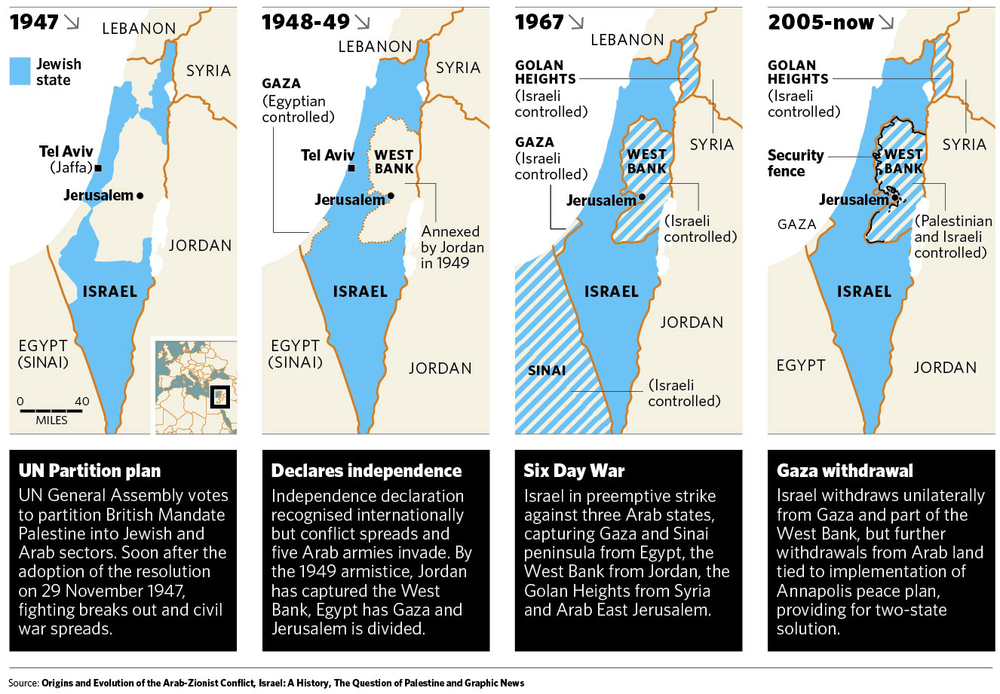 1947
LEBANON
Jewish
state
SYRIA
Tel Aviv
(Jaffa)
Jerusalem
JORDAN
ISRAEL
EGYPT
(SINAI)
0 40
MILES
UN Partition plan
UN General Assembly votes
to partition British Mandate
Palestine into Jewish and
Arab sectors. Soon after the
adoption of the resolution
on 29 November 1947,
fighting breaks out and civil
war spreads.
1948-49
LEBANON
SYRIA
GAZA
(Egyptian
controlled)
Tel Aviv
WEST
BANK
Jerusalem
Annexed
by Jordan
in 1949
ISRAEL
EGYPT
(SINAI)
JORDAN
Declares independence
Independence declaration
recognised internationally
but conflict spreads and
five Arab armies invade. By
the 1949 armistice, Jordan
has captured the West
Bank, Egypt has Gaza and
Jerusalem is divided.
1967
LEBANON
GOLAN
HEIGHTS
(Israeli
controlled)
SYRIA
GAZA
(Israeli
controlled)
WEST
BANK
Jerusalem
(Israeli
controlled)
ISRAEL
JORDAN
SINAI
(Israeli
controlled)
Six Day War
Israel in preemptive strike
against three Arab states,
capturing Gaza and Sinai
peninsula from Egypt, the
West Bank from Jordan, the
Golan Heights from Syria
and Arab East Jerusalem.
2005-now
GOLAN
HEIGHTS
(Israeli
controlled)
SYRIA
Security
fence
WEST
BANK
Jerusalem
GAZA
(Palestinian
and Israeli
controlled)
ISRAEL
EGYPT
JORDAN
Gaza withdrawal
Israel withdraws unilaterally
from Gaza and part of the
West Bank, but further
withdrawals from Arab land
tied to implementation of
Annapolis peace plan,
providing for two-state
solution.
Source: Origins and Evolution of the Arab-Zionist Conflict, Israel: A History, The Question of Palestine and Graphic News